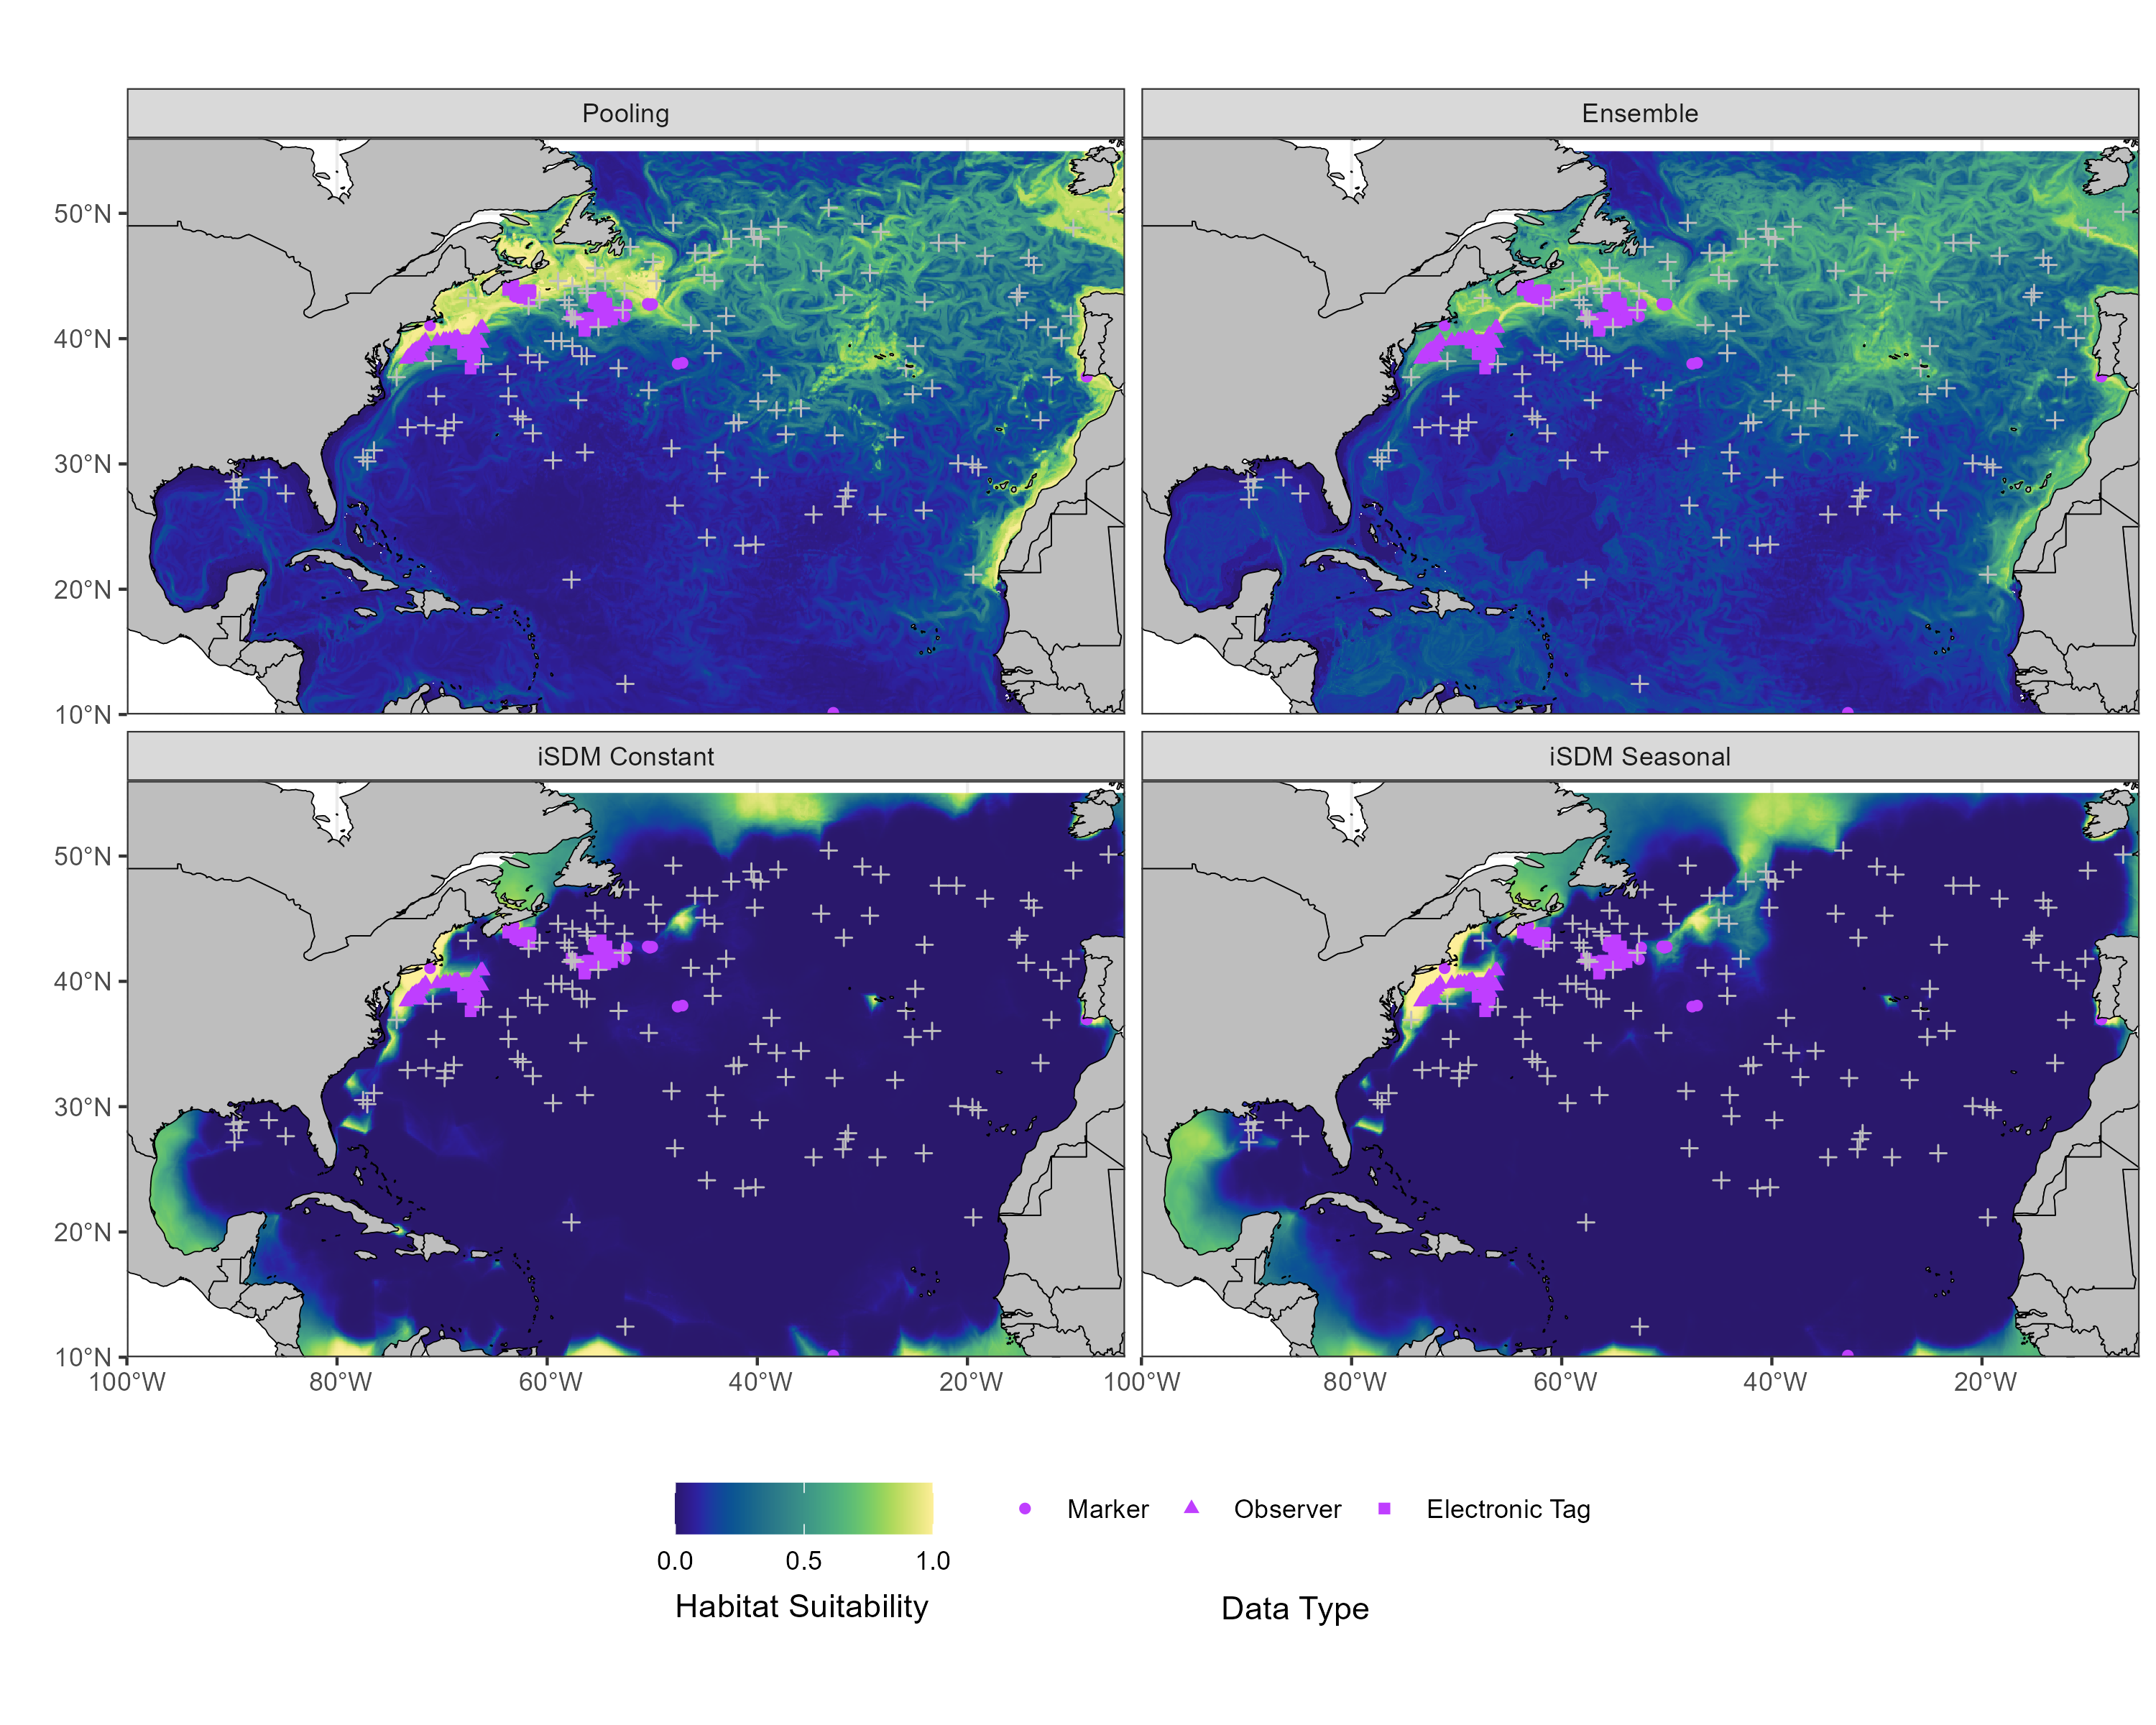 Pooling
Ensemble
50°N
40°N
30°N
20°N
10°N
iSDM Constant
iSDM Seasonal
50°N
40°N
30°N
20°N
10°N
100°W 80°W 60°W 40°W 20°W 100°W 80°W 60°W 40°W 20°W
Marker Observer Electronic Tag
0.0 0.5 1.0
Habitat Suitability
Data Type